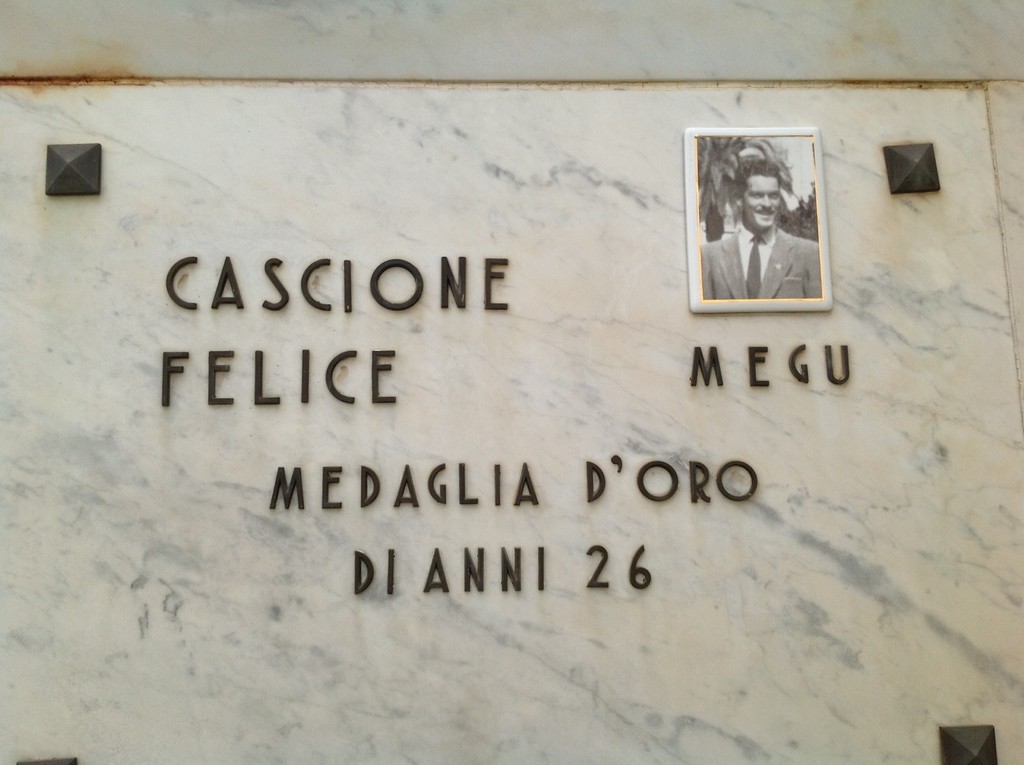 CASCIONE
FELICE
MEGU
MEDAGLIA D'ORO
DI ANNI 26